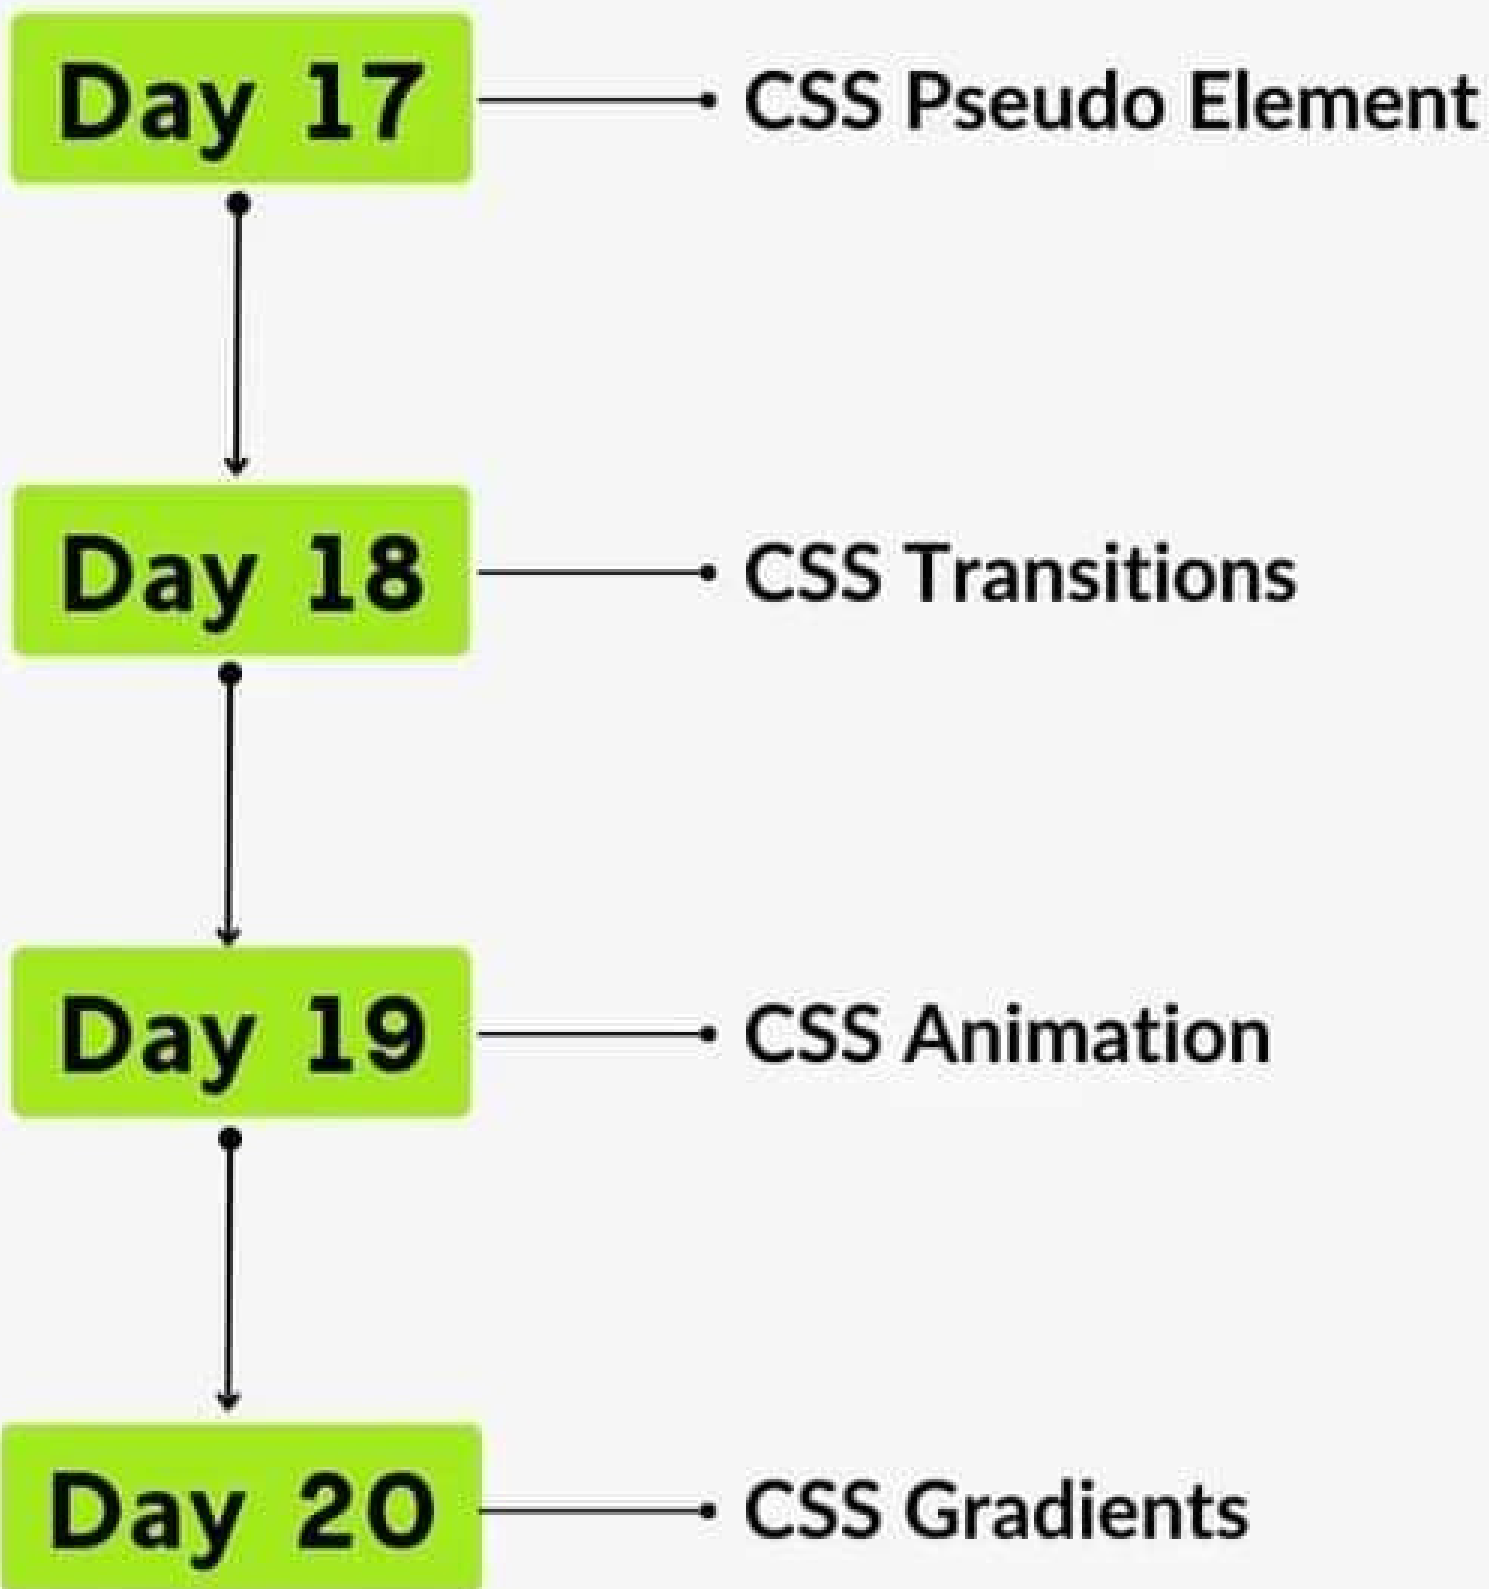 Day 17
CSS Pseudo Element
Day 18
CSS Transitions
Day 19
CSS Animation
Day 20
CSS Gradients